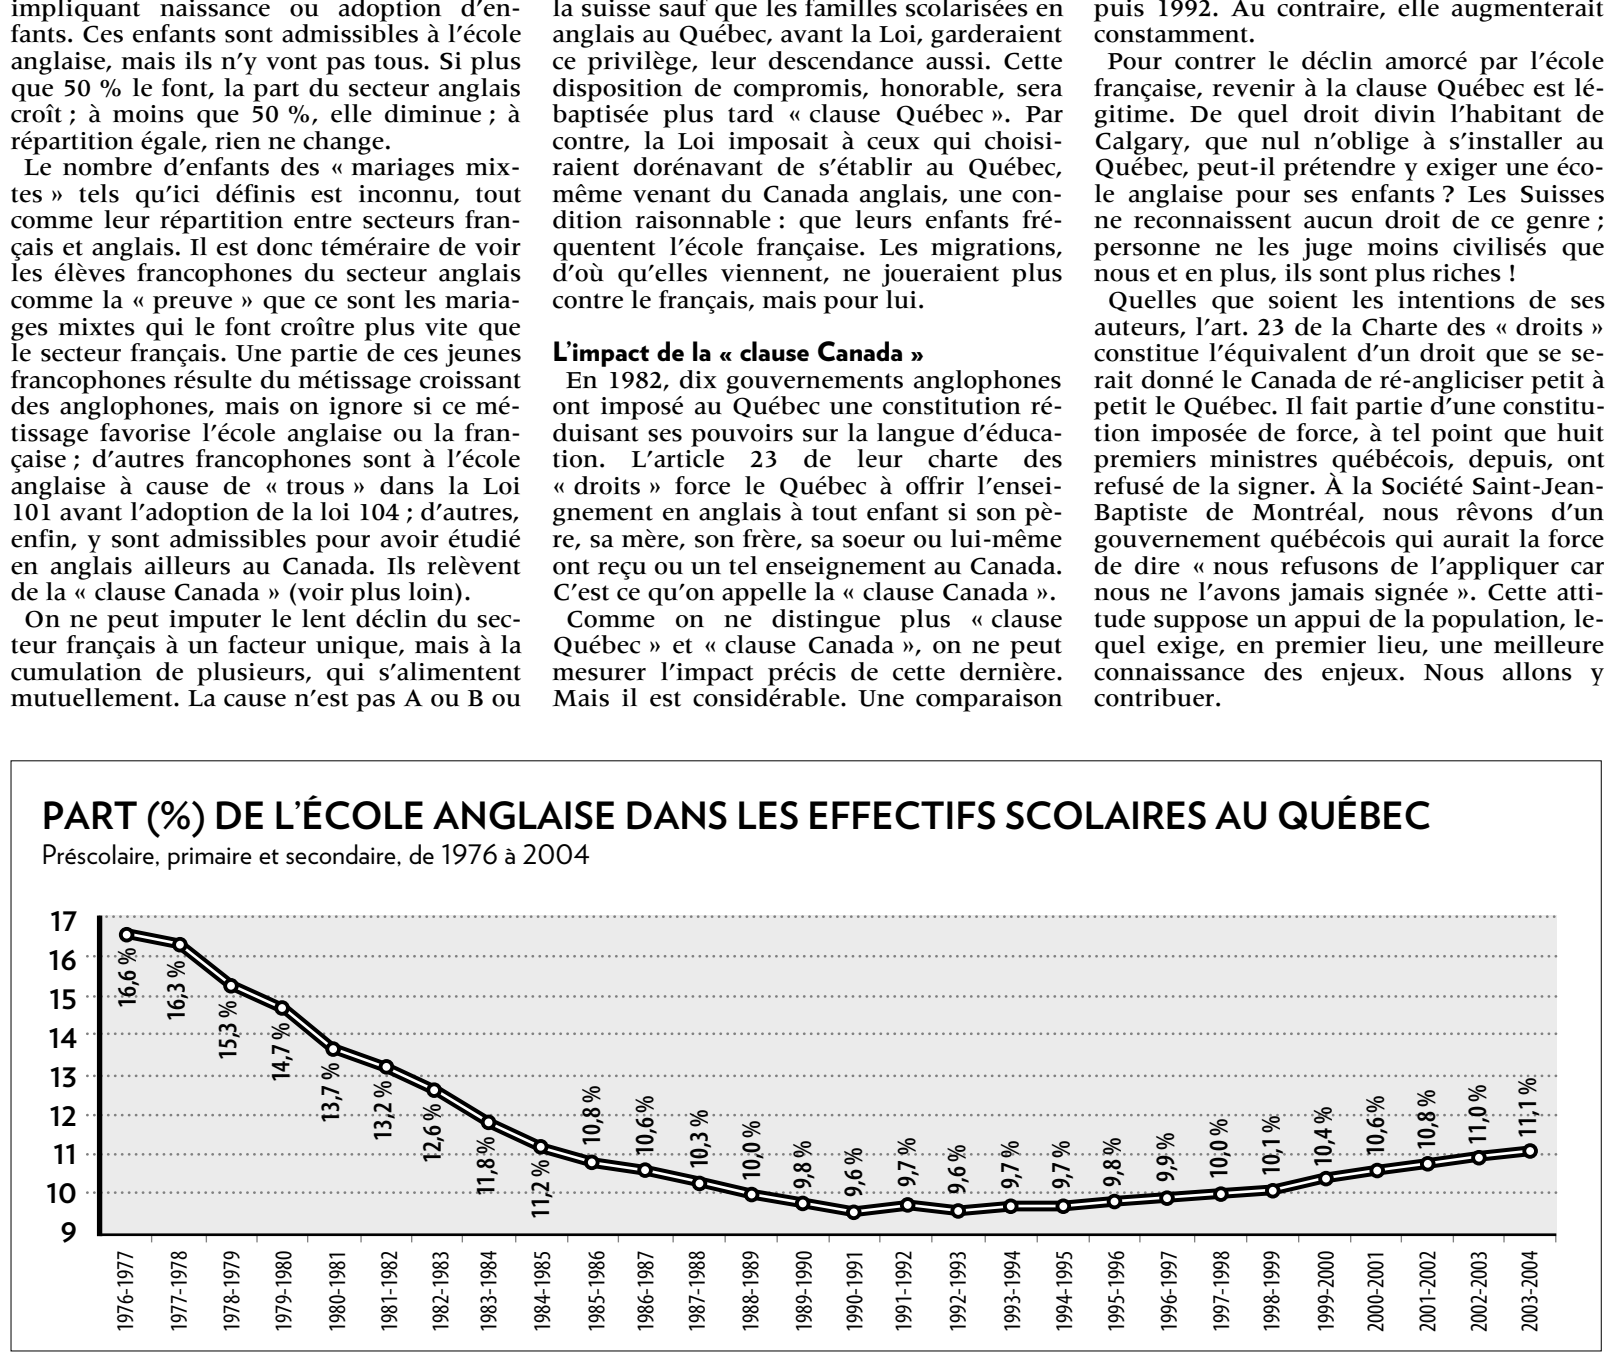 impliquant naissance ou adoption d'en-
fants. Ces enfants sont admissibles à l'école
anglaise, mais ils n'y vont pas tous. Si plus
que 50 % le font, la part du secteur anglais
croît ; à moins que 50 %, elle diminue ; à
répartition égale, rien ne change.
Le nombre d'enfants des « mariages mix-
tes » tels qu'ici définis est inconnu, tout
comme leur répartition entre secteurs fran-
çais et anglais. Il est donc téméraire de voir
les élèves francophones du secteur anglais
comme la « preuve » que ce sont les maria-
ges mixtes qui le font croître plus vite que
le secteur français. Une partie de ces jeunes
francophones résulte du métissage croissant
des anglophones, mais on ignore si ce mé-
tissage favorise l'école anglaise ou la fran-
çaise ; d'autres francophones sont à l'école
anglaise à cause de « trous » dans la Loi
101 avant l'adoption de la loi 104 ; d'autres,
enfin, y sont admissibles pour avoir étudié
en anglais ailleurs au Canada. Ils relèvent
de la « clause Canada » (voir plus loin).
On ne peut imputer le lent déclin du sec-
teur français à un facteur unique, mais à la
cumulation de plusieurs, qui s'alimentent
mutuellement. La cause n'est pas A ou B ou
la suisse sauf que les familles scolarisées en
anglais au Québec, avant la Loi, garderaient
ce privilège, leur descendance aussi. Cette
disposition de compromis, honorable, sera
baptisée plus tard « clause Québec ». Par
contre, la Loi imposait à ceux qui choisi-
raient dorénavant de s'établir au Québec,
même venant du Canada anglais, une con-
dition raisonnable : que leurs enfants fré-
quentent l'école française. Les migrations,
d'où qu'elles viennent, ne joueraient plus
contre le français, mais pour lui.
L'impact de la « clause Canada »
En 1982, dix gouvernements anglophones
ont imposé au Québec une constitution ré-
duisant ses pouvoirs sur la langue d'éduca-
tion. L'article 23 de leur charte des
« droits » force le Québec à offrir l'ensei-
gnement en anglais à tout enfant si son pè-
re, sa mère, son frère, sa soeur ou lui-même
ont reçu ou un tel enseignement au Canada.
C'est ce qu'on appelle la « clause Canada ».
Comme on ne distingue plus « clause
Québec » et « clause Canada », on ne peut
mesurer l'impact précis de cette dernière.
Mais il est considérable. Une comparaison
puis 1992. Au contraire, elle augmenterait
constamment.
Pour contrer le déclin amorcé par l'école
française, revenir à la clause Québec est lé-
gitime. De quel droit divin l'habitant de
Calgary, que nul n'oblige à s'installer au
Québec, peut-il prétendre y exiger une éco-
le anglaise pour ses enfants ? Les Suisses
ne reconnaissent aucun droit de ce genre ;
personne ne les juge moins civilisés que
nous et en plus, ils sont plus riches !
Quelles que soient les intentions de ses
auteurs, l'art. 23 de la Charte des « droits »
constitue l'équivalent d'un droit que se se-
rait donné le Canada de ré-angliciser petit à
petit le Québec. Il fait partie d'une constitu-
tion imposée de force, à tel point que huit
premiers ministres québécois, depuis, ont
refusé de la signer. À la Société Saint-Jean-
Baptiste de Montréal, nous rêvons d'un
gouvernement québécois qui aurait la force
de dire « nous refusons de l'appliquer car
nous ne l'avons jamais signée ». Cette atti-
tude suppose un appui de la population, le-
quel exige, en premier lieu, une meilleure
connaissance des enjeux. Nous allons y
contribuer.
PART (%) DE L'ÉCOLE ANGLAISE DANS LES EFFECTIFS SCOLAIRES AU QUÉBEC
Préscolaire, primaire et secondaire, de 1976 à 2004
17
16
15
14
13
12
11
10
9
16,6 %
16,3 %
15,3 %
14,7 %
13,7 %
13,2 %
12,6 %
11,8 %
11,2 %
10,8 %
10,6 %
10,3 %
10,0 %
9,8 %
9,6 %
9,7 %
9,6 %
9,7 %
9,7 %
9,8 %
9,9 %
10,0 %
10,1 %
10,4 %
10,6 %
10,8 %
11,0 %
11,1 %
1976-1977
1977-1978
1978-1979
1979-1980
1980-1981
1981-1982
1982-1983
1983-1984
1984-1985
1985-1986
1986-1987
1987-1988
1988-1989
1989-1990
1990-1991
1991-1992
1992-1993
1993-1994
1994-1995
1995-1996
1996-1997
1997-1998
1998-1999
1999-2000
2000-2001
2001-2002
2002-2003
2003-2004